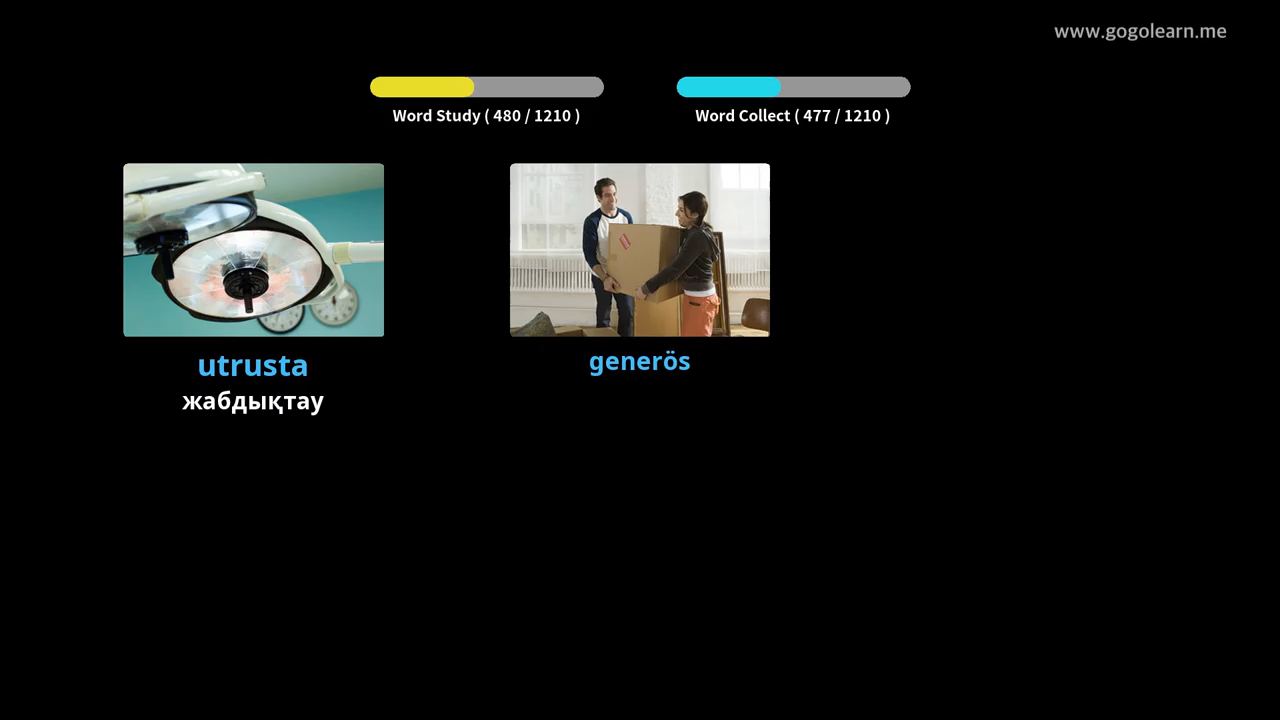 www.gogolearn.me
Word Study ( 480 / 1210 )
Word Collect ( 477 / 1210 )
utrusta
жабдықтау
generös